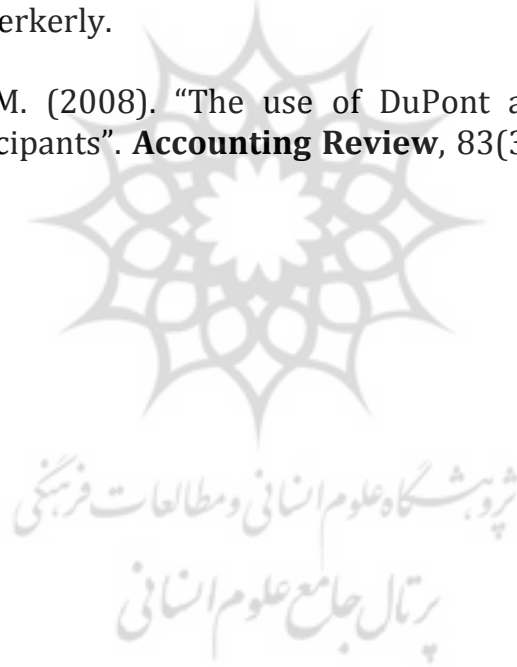 erkerly.
M. (2008). “The use of DuPont a
cipants”. Accounting Review, 83(3
پژوهشگاه علوم انسانی و مطالعات فرهنگی
پرتال جامع علوم انسانی